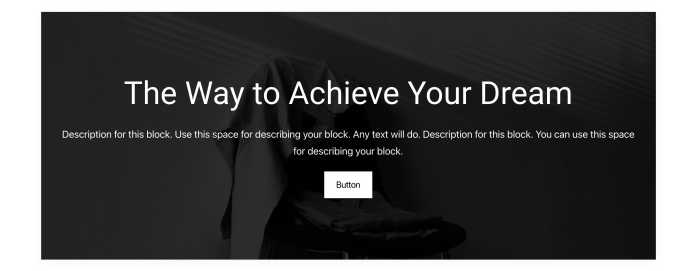 The Way to Achieve Your Dream
Description for this block. Use this space for describing your block. Any text will do. Description for this block. You can use this space
for describing your block.
Button